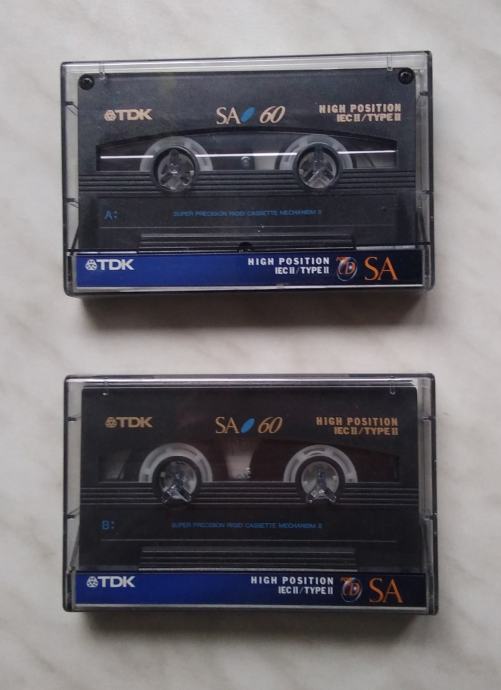 TDK SA 60 HIGH POSITION
IEC II / TYPE II
A:
SUPER PRECISION RIGID CASSETTE MECHANISM II
TDK HIGH POSITION SA
IEC II / TYPE II
TDK SA 60 HIGH POSITION
IEC II / TYPE II
B:
SUPER PRECISION RIGID CASSETTE MECHANISM II
TDK HIGH POSITION SA
IEC II / TYPE II